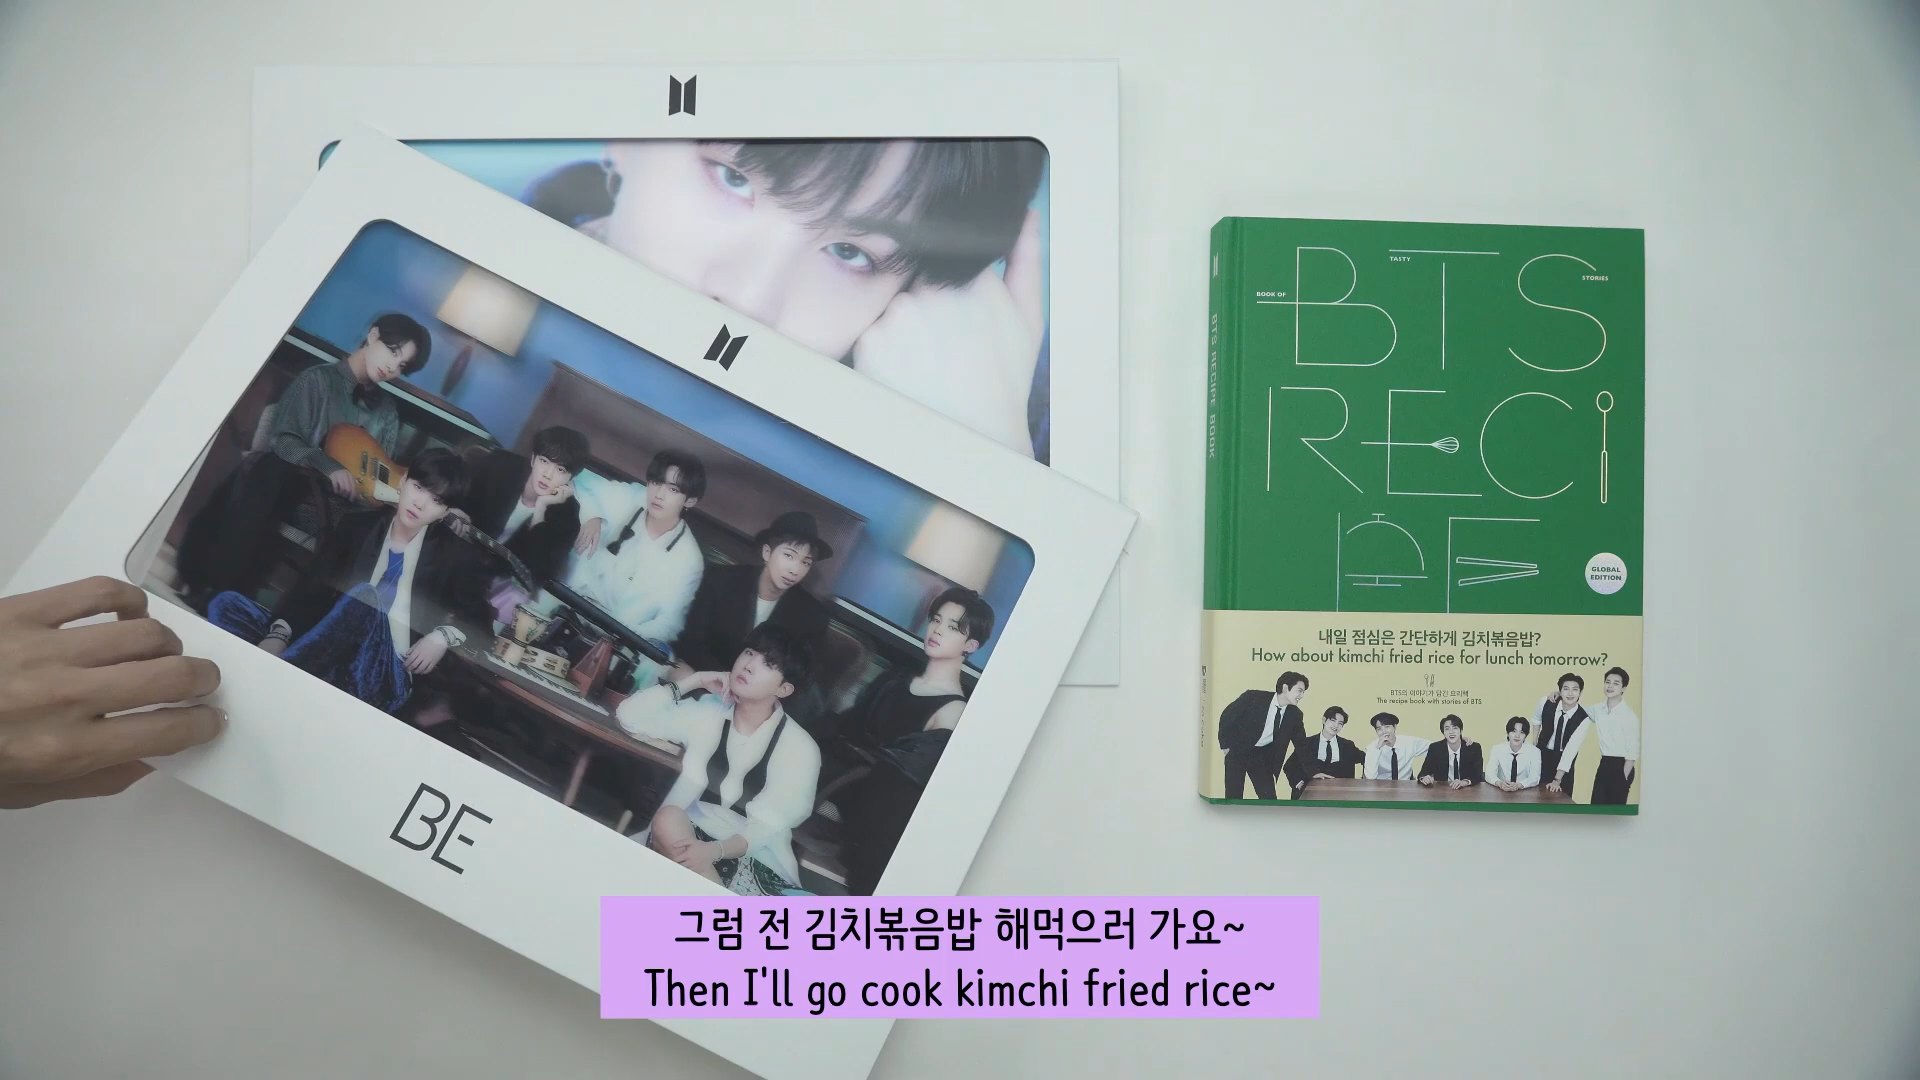 BE
BOOK OF
TASTY
STORIES
BTS
RECi
PE
GLOBAL
EDITION
BTS RECIPE BOOK
내일 점심은 간단하게 김치볶음밥?
How about kimchi fried rice for lunch tomorrow?
BTS의 이야기가 담긴 요리책
The recipe book with stories of BTS
그럼 전 김치볶음밥 해먹으러 가요~
Then I'll go cook kimchi fried rice~